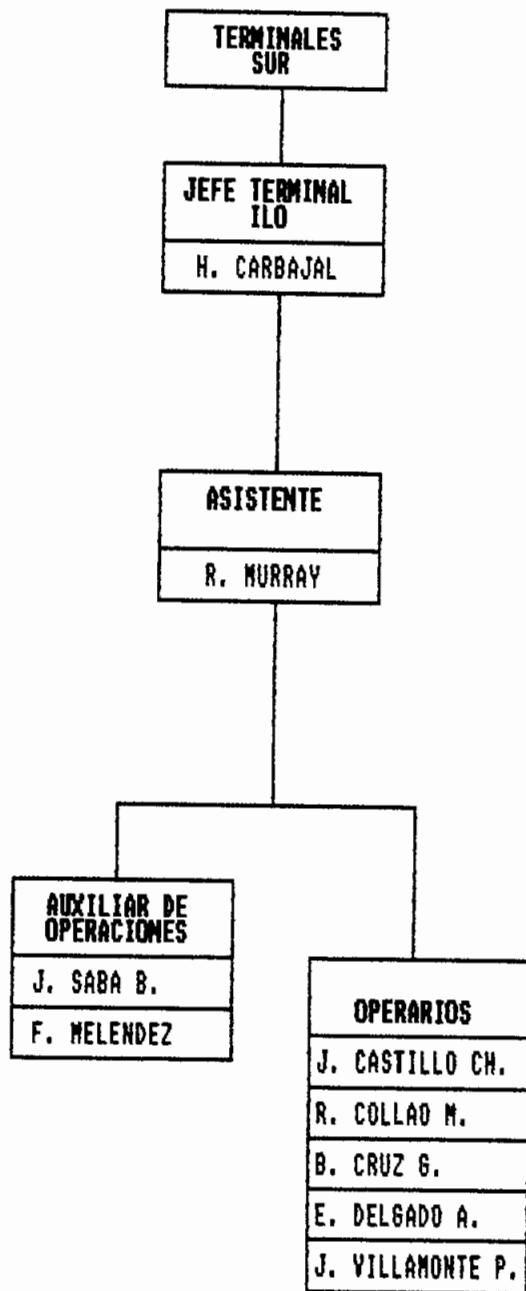 TERMINALES
SUR
JEFE TERMINAL
ILO
H. CARBAJAL
ASISTENTE
R. MURRAY
AUXILIAR DE
OPERACIONES
J. SABA B.
F. MELENDEZ
OPERARIOS
J. CASTILLO CH.
R. COLLAO M.
B. CRUZ G.
E. DELGADO A.
J. VILLAMONTE P.